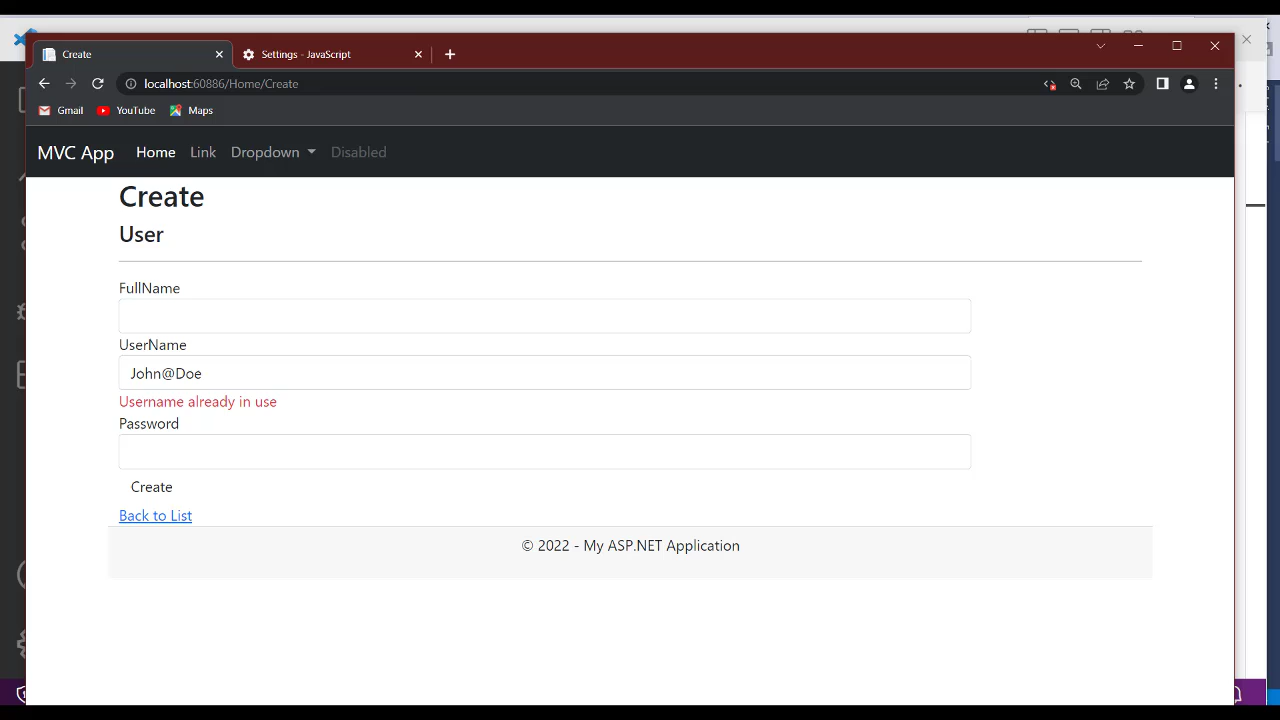 Create
Settings - JavaScript
localhost:60886/Home/Create
Gmail YouTube Maps
MVC App Home Link Dropdown Disabled
Create
User
FullName
UserName
John@Doe
Username already in use
Password
Create
Back to List
© 2022 - My ASP.NET Application